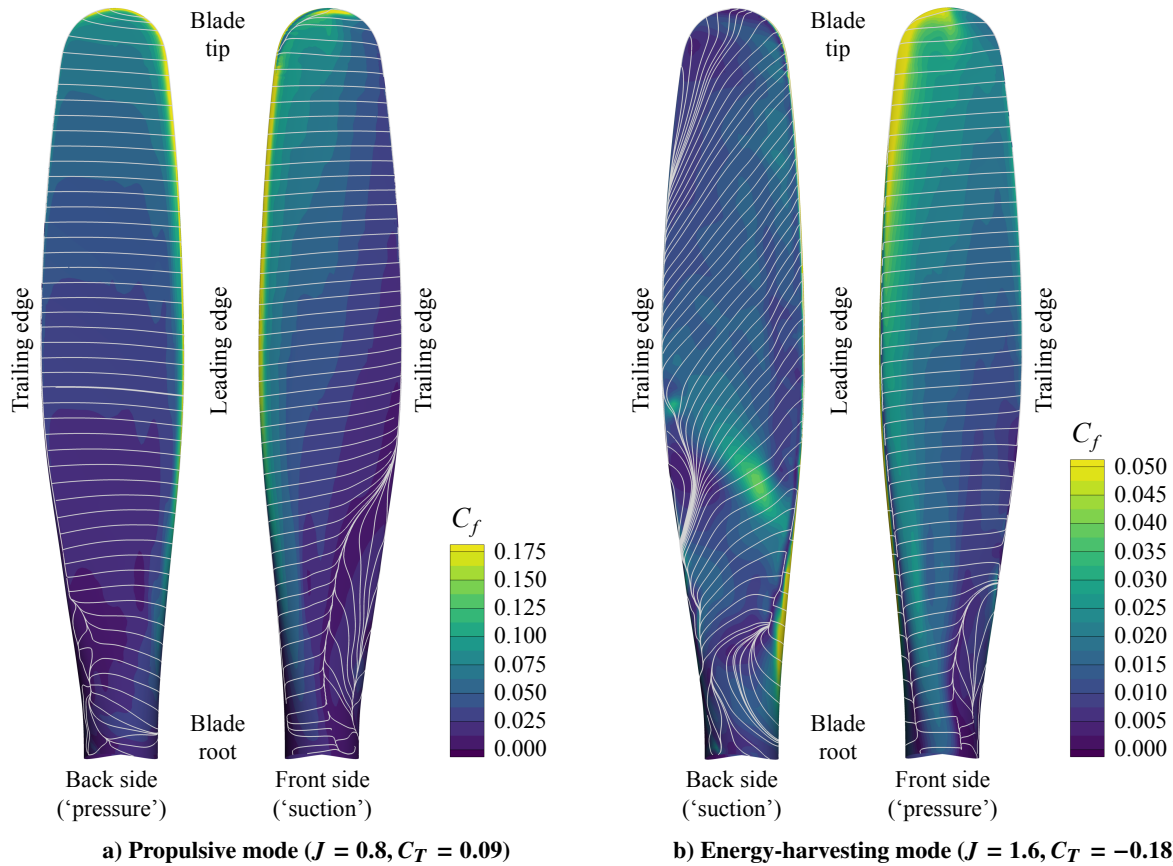 Blade
tip
Trailing edge
Leading edge
Trailing edge
C_f
0.175
0.150
0.125
0.100
0.075
0.050
0.025
0.000
Blade
root
Back side
('pressure')
Front side
('suction')
a) Propulsive mode (J = 0.8, C_T = 0.09)
Blade
tip
Trailing edge
Leading edge
Trailing edge
C_f
0.050
0.045
0.040
0.035
0.030
0.025
0.020
0.015
0.010
0.005
0.000
Blade
root
Back side
('suction')
Front side
('pressure')
b) Energy-harvesting mode (J = 1.6, C_T = −0.18